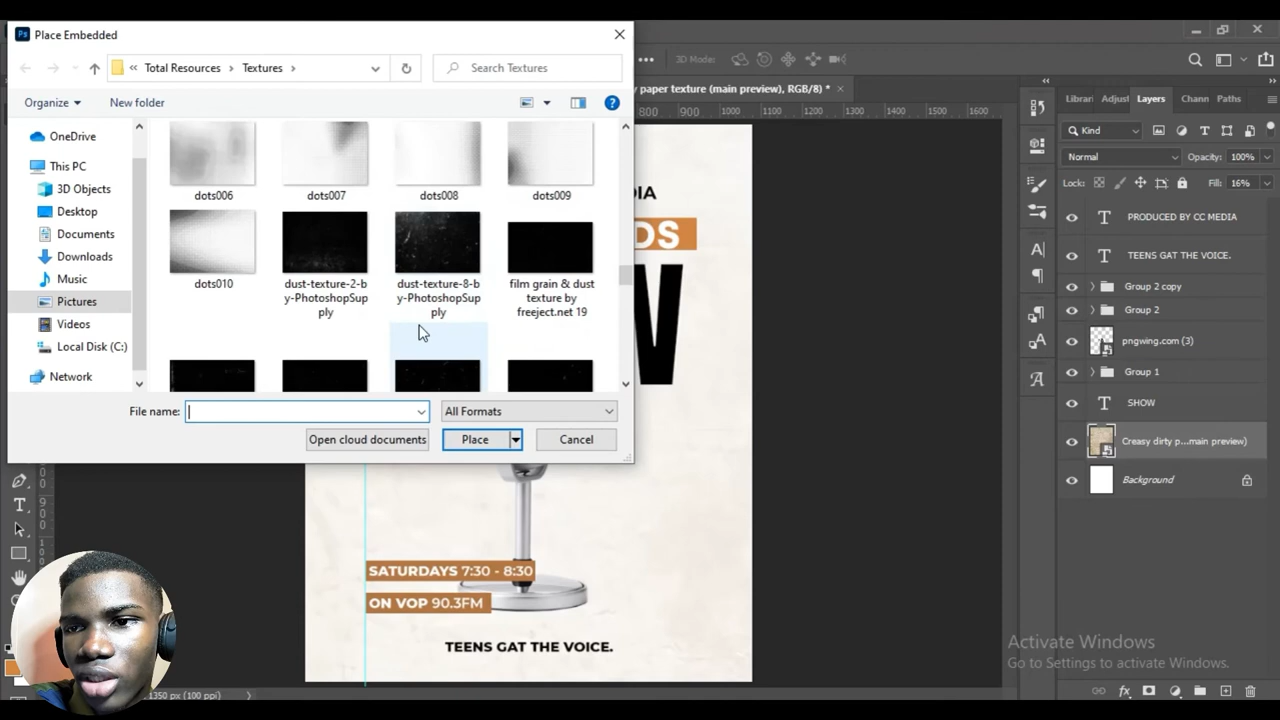 Place Embedded
Total Resources
Textures
Search Textures
Organize
New folder
OneDrive
This PC
3D Objects
Desktop
Documents
Downloads
Music
Pictures
Videos
Local Disk (C:)
Network
dots006
dots007
dots008
dots009
dots010
dust-texture-2-b
y-PhotoshopSup
ply
dust-texture-8-b
y-PhotoshopSup
ply
film grain & dust
texture by
freeject.net 19
File name:
All Formats
Open cloud documents
Place
Cancel
3D Mode:
y paper texture (main preview), RGB/8) *
800
900
1000
1100
1200
1300
1400
1500
1600
IA
DS
W
SATURDAYS 7:30 - 8:30
ON VOP 90.3FM
TEENS GAT THE VOICE.
1350 px (100 ppi)
Librar
Adjust
Layers
Chann
Paths
Kind
Normal
Opacity:
100%
Lock:
Fill:
16%
PRODUCED BY CC MEDIA
TEENS GAT THE VOICE.
Group 2 copy
Group 2
pngwing.com (3)
Group 1
SHOW
Creasy dirty p...main preview)
Background
Activate Windows
Go to Settings to activate Windows.